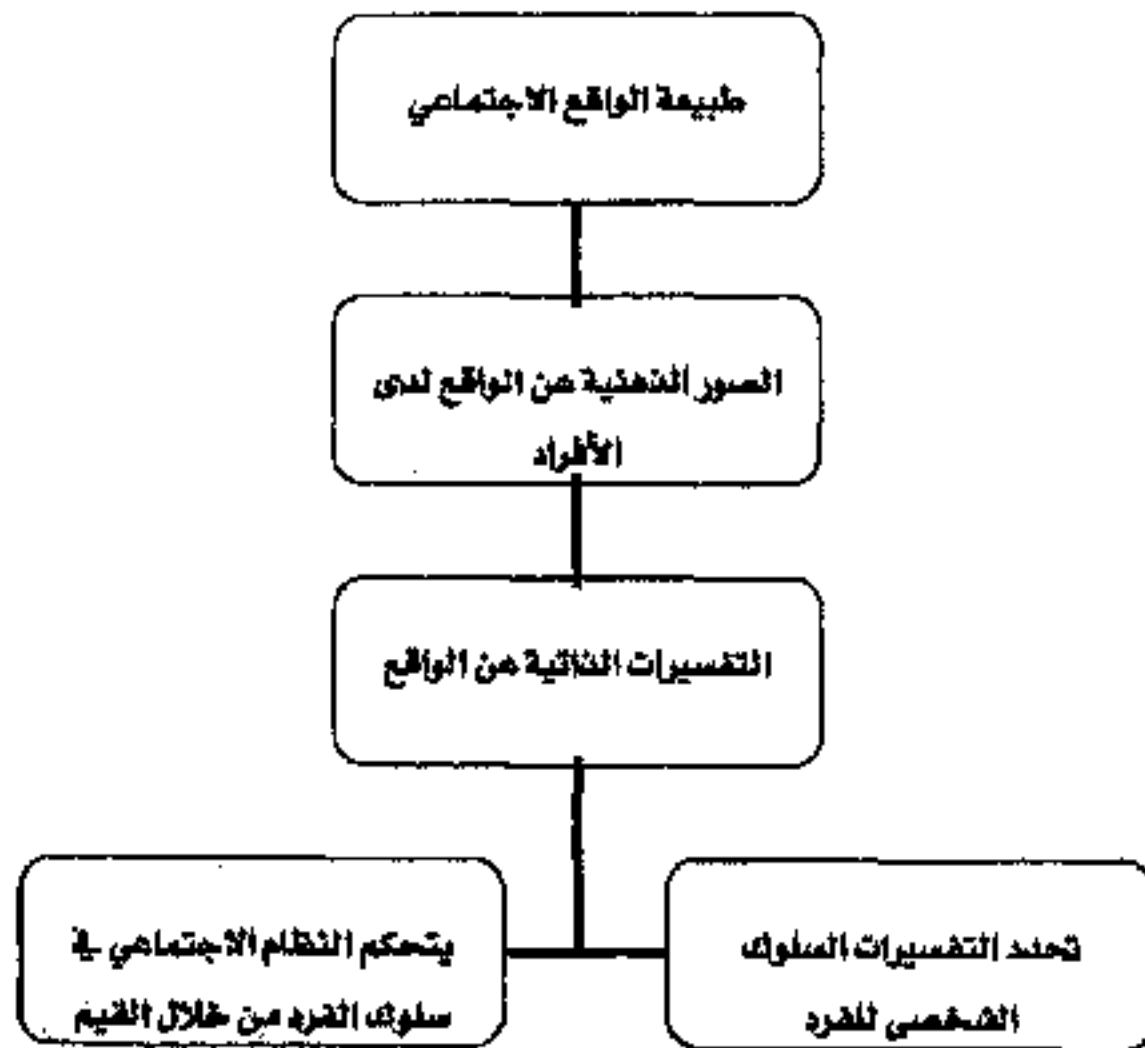 طبيعة الواقع الاجتماعي
الصور الذهنية عن الواقع لدى
الأفراد
التفسيرات الذاتية عن الواقع
تحدد التفسيرات السلوك
الشخصي للفرد
يتحكم النظام الاجتماعي في
سلوك الفرد من خلال القيم